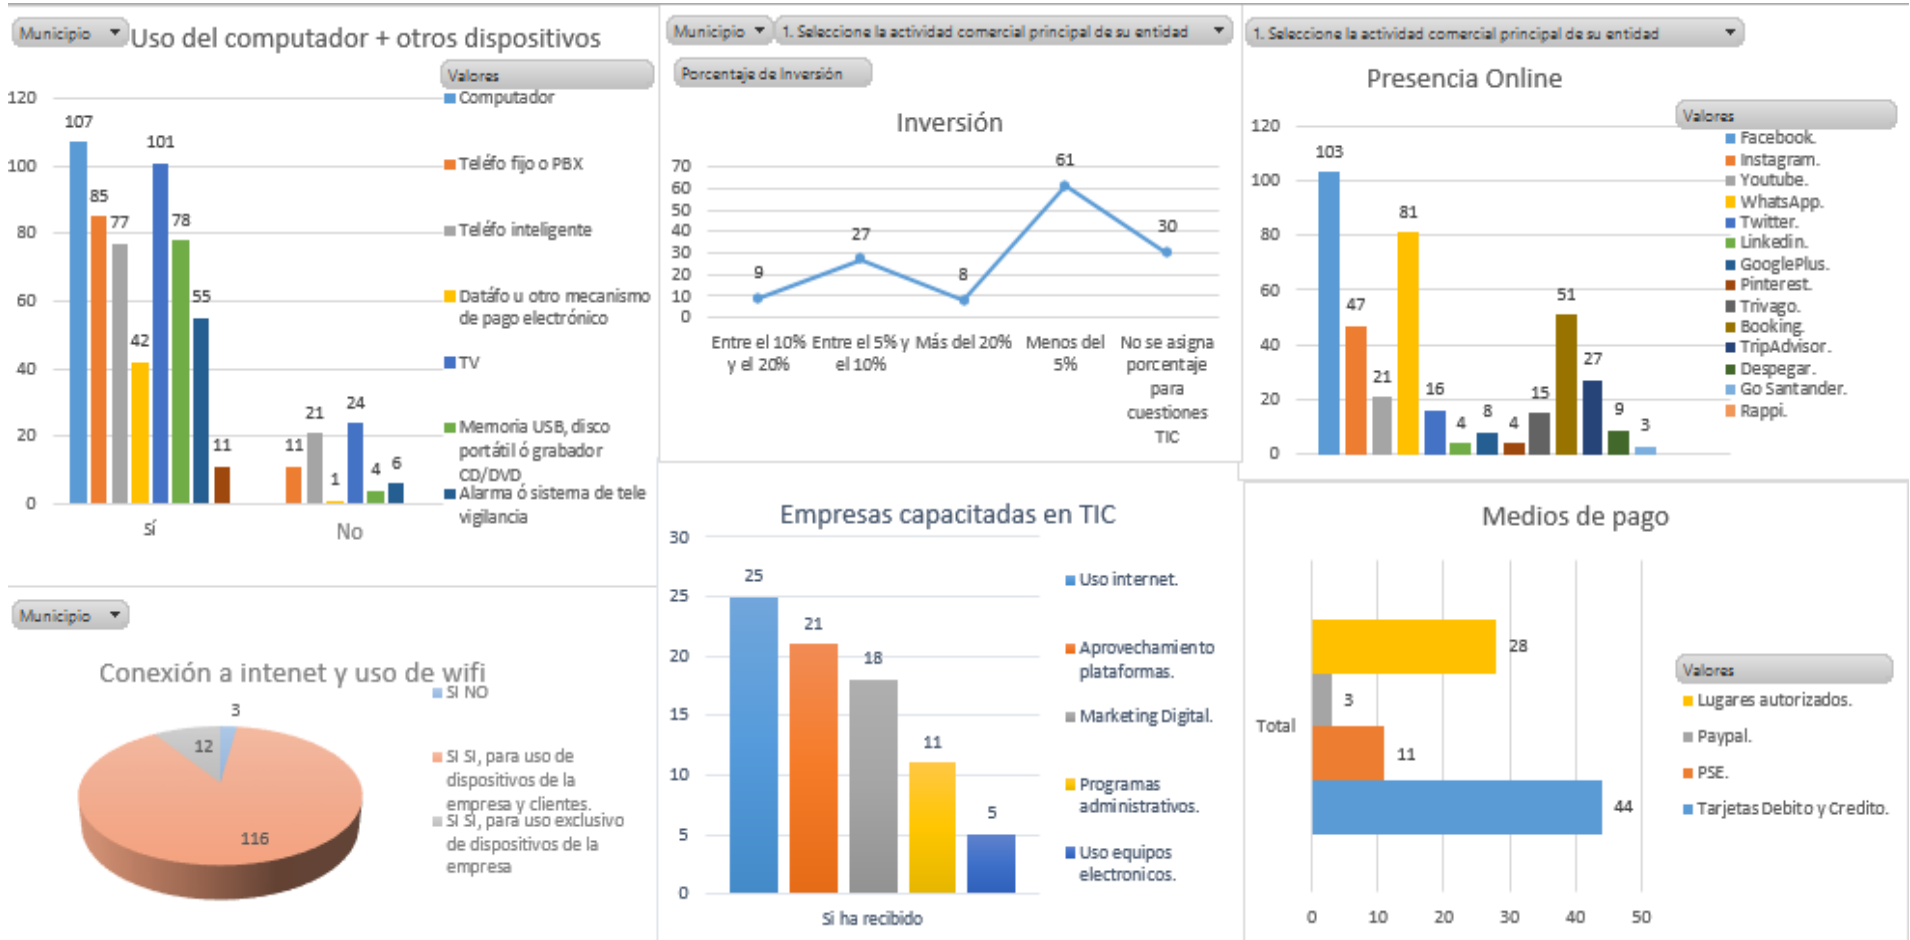 Municipio
Uso del computador + otros dispositivos
Valores
Computador
Teléfo fijo o PBX
Teléfo inteligente
Datáfo u otro mecanismo
de pago electrónico
TV
Memoria USB, disco
portátil ó grabador
CD/DVD
Alarma ó sistema de tele
vigilancia
120
100
80
60
40
20
0
107
85
77
42
101
78
55
11
11
21
1
24
4
6
Sí
No
Municipio
1. Seleccione la actividad comercial principal de su entidad
Porcentaje de Inversión
Inversión
70
60
50
40
30
20
10
0
9
27
8
61
30
Entre el 10%
y el 20%
Entre el 5% y
el 10%
Más del 20%
Menos del
5%
No se asigna
porcentaje
para
cuestiones
TIC
1. Seleccione la actividad comercial principal de su entidad
Presencia Online
Valores
Facebook.
Instagram.
Youtube.
WhatsApp.
Twitter.
Linkedin.
GooglePlus.
Pinterest.
Trivago.
Booking.
TripAdvisor.
Despegar.
Go Santander.
Rappi.
120
100
80
60
40
20
0
103
47
21
81
16
4
8
4
15
51
27
9
3
Municipio
Conexión a intenet y uso de wifi
3
12
116
SI NO
SI SI, para uso de
dispositivos de la
empresa y clientes.
SI SI, para uso exclusivo
de dispositivos de la
empresa
Empresas capacitadas en TIC
30
25
20
15
10
5
0
25
21
18
11
5
Si ha recibido
Uso internet.
Aprovechamiento
plataformas.
Marketing Digital.
Programas
administrativos.
Uso equipos
electronicos.
Medios de pago
Total
28
3
11
44
0
10
20
30
40
50
Valores
Lugares autorizados.
Paypal.
PSE.
Tarjetas Debito y Credito.